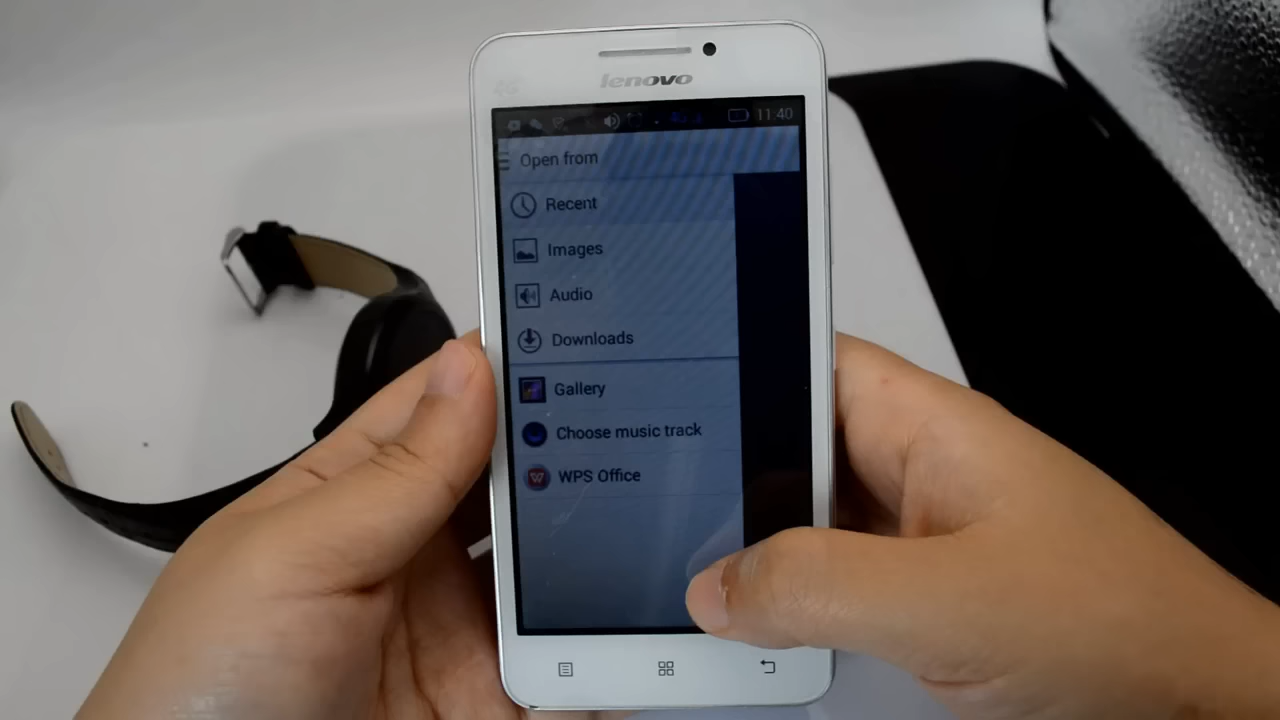 lenovo
11:40
Open from
Recent
Images
Audio
Downloads
Gallery
Choose music track
WPS Office